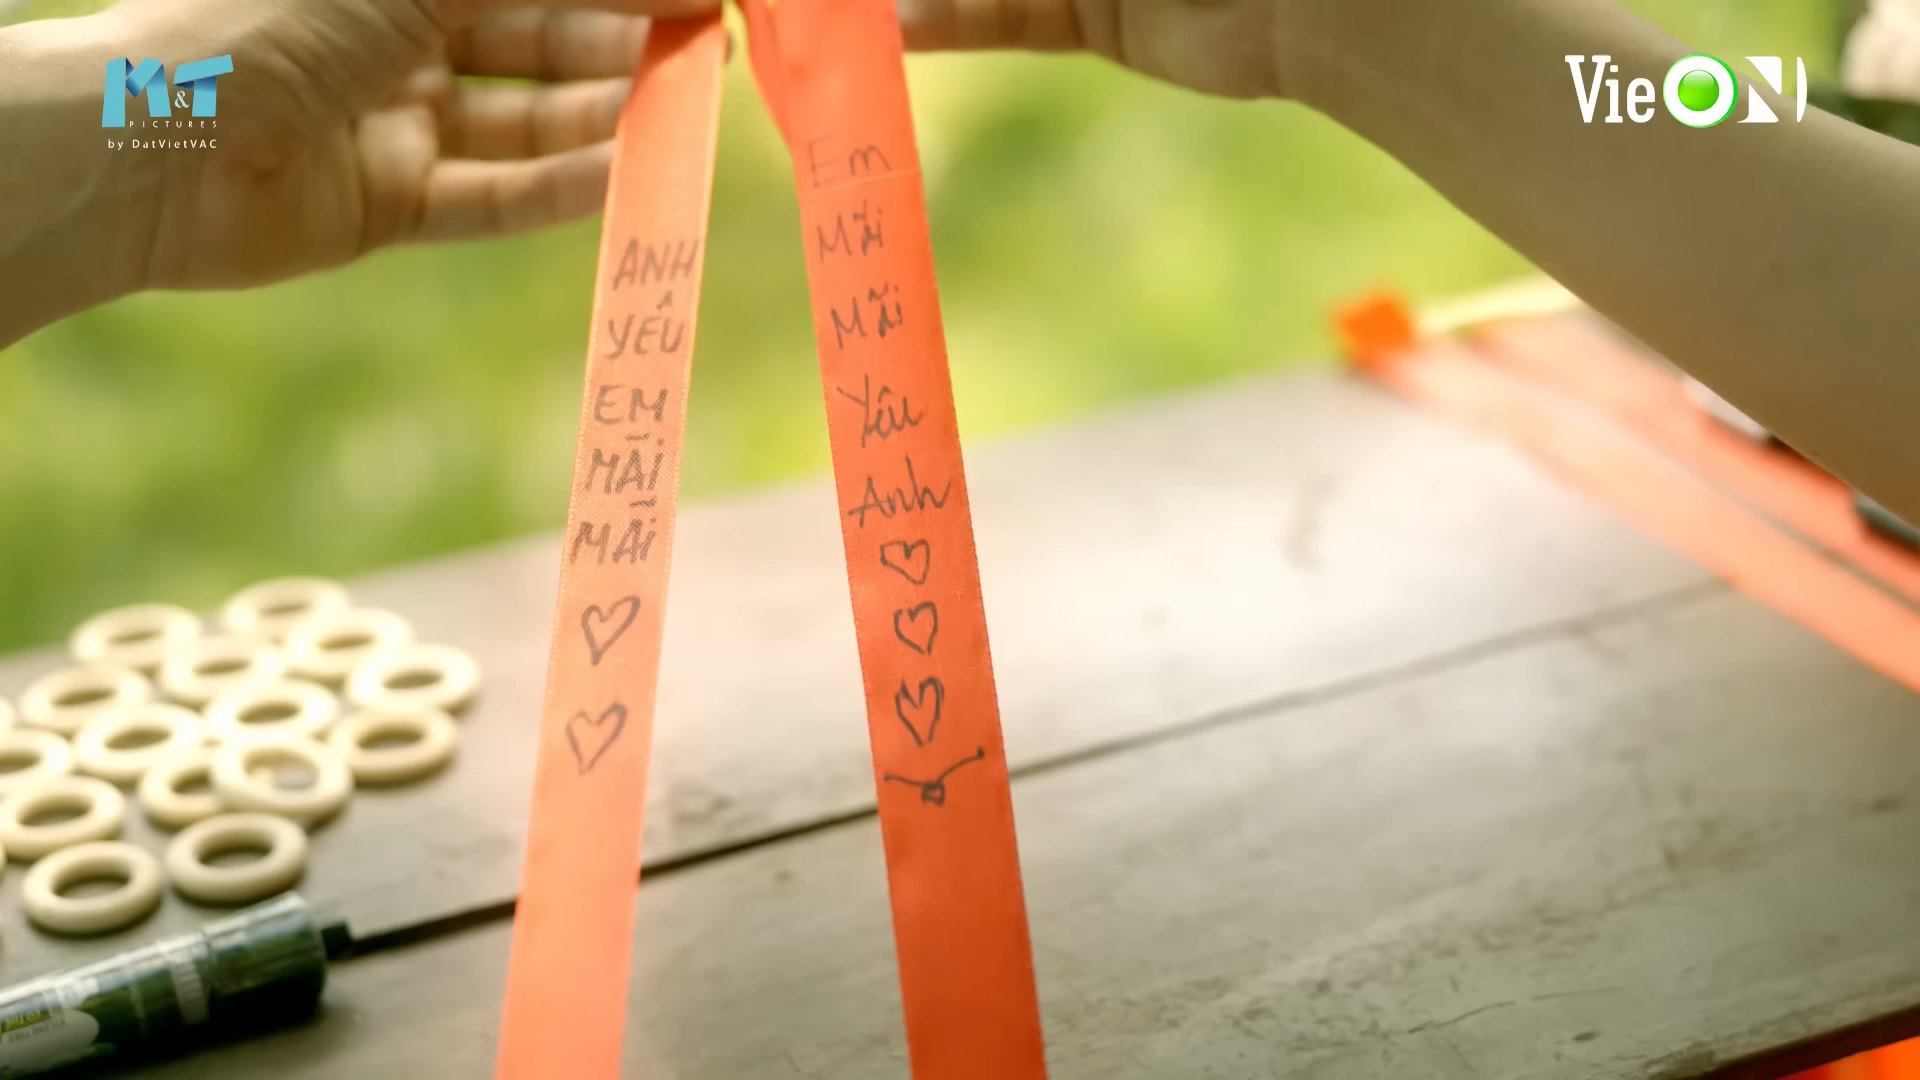 M&T
PICTURES
by DatVietVAC
VieON
ANH
YÊU
EM
MÃI
MÃI
Em
Mãi
Mãi
Yêu
Anh